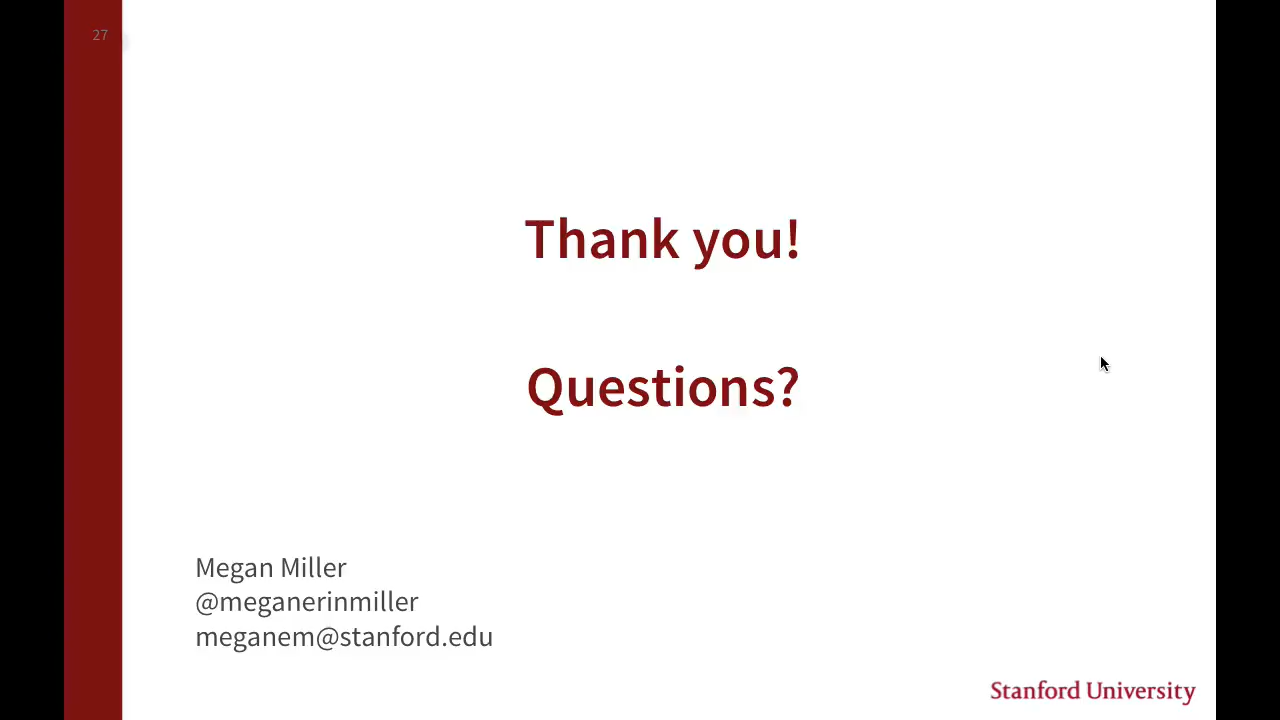 27
Thank you!
Questions?
Megan Miller
@meganerinmiller
meganem@stanford.edu
Stanford University